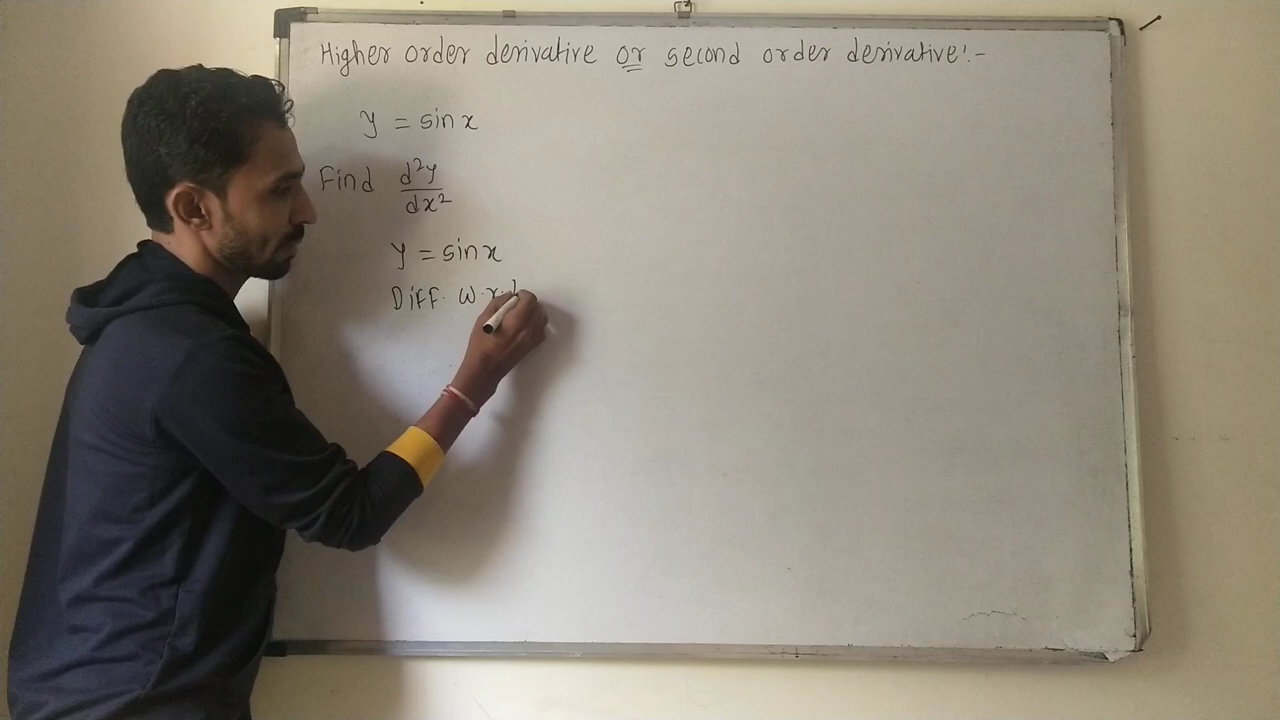 Higher order derivative or second order derivative:-
y = sin x
Find d²y/dx²
y = sin x
Diff. w.r.t